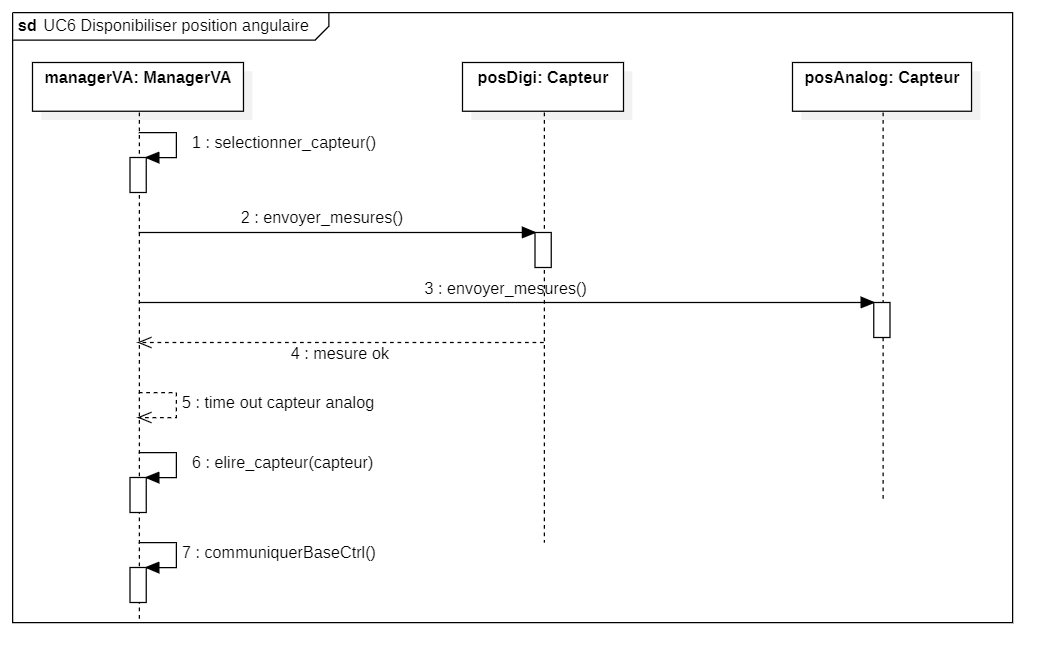 sd UC6 Disponibiliser position angulaire
managerVA: ManagerVA
posDigi: Capteur
posAnalog: Capteur
1 : selectionner_capteur()
2 : envoyer_mesures()
3 : envoyer_mesures()
4 : mesure ok
5 : time out capteur analog
6 : elire_capteur(capteur)
7 : communiquerBaseCtrl()